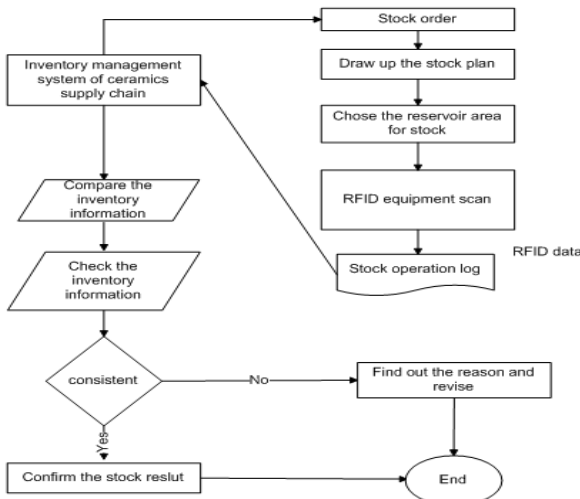 Stock order
Inventory management
system of ceramics
supply chain
Draw up the stock plan
Chose the reservoir area
for stock
RFID equipment scan
Compare the
inventory
information
RFID data
Stock operation log
Check the
inventory
information
consistent
No
Find out the reason and
revise
Yes
Confirm the stock reslut
End